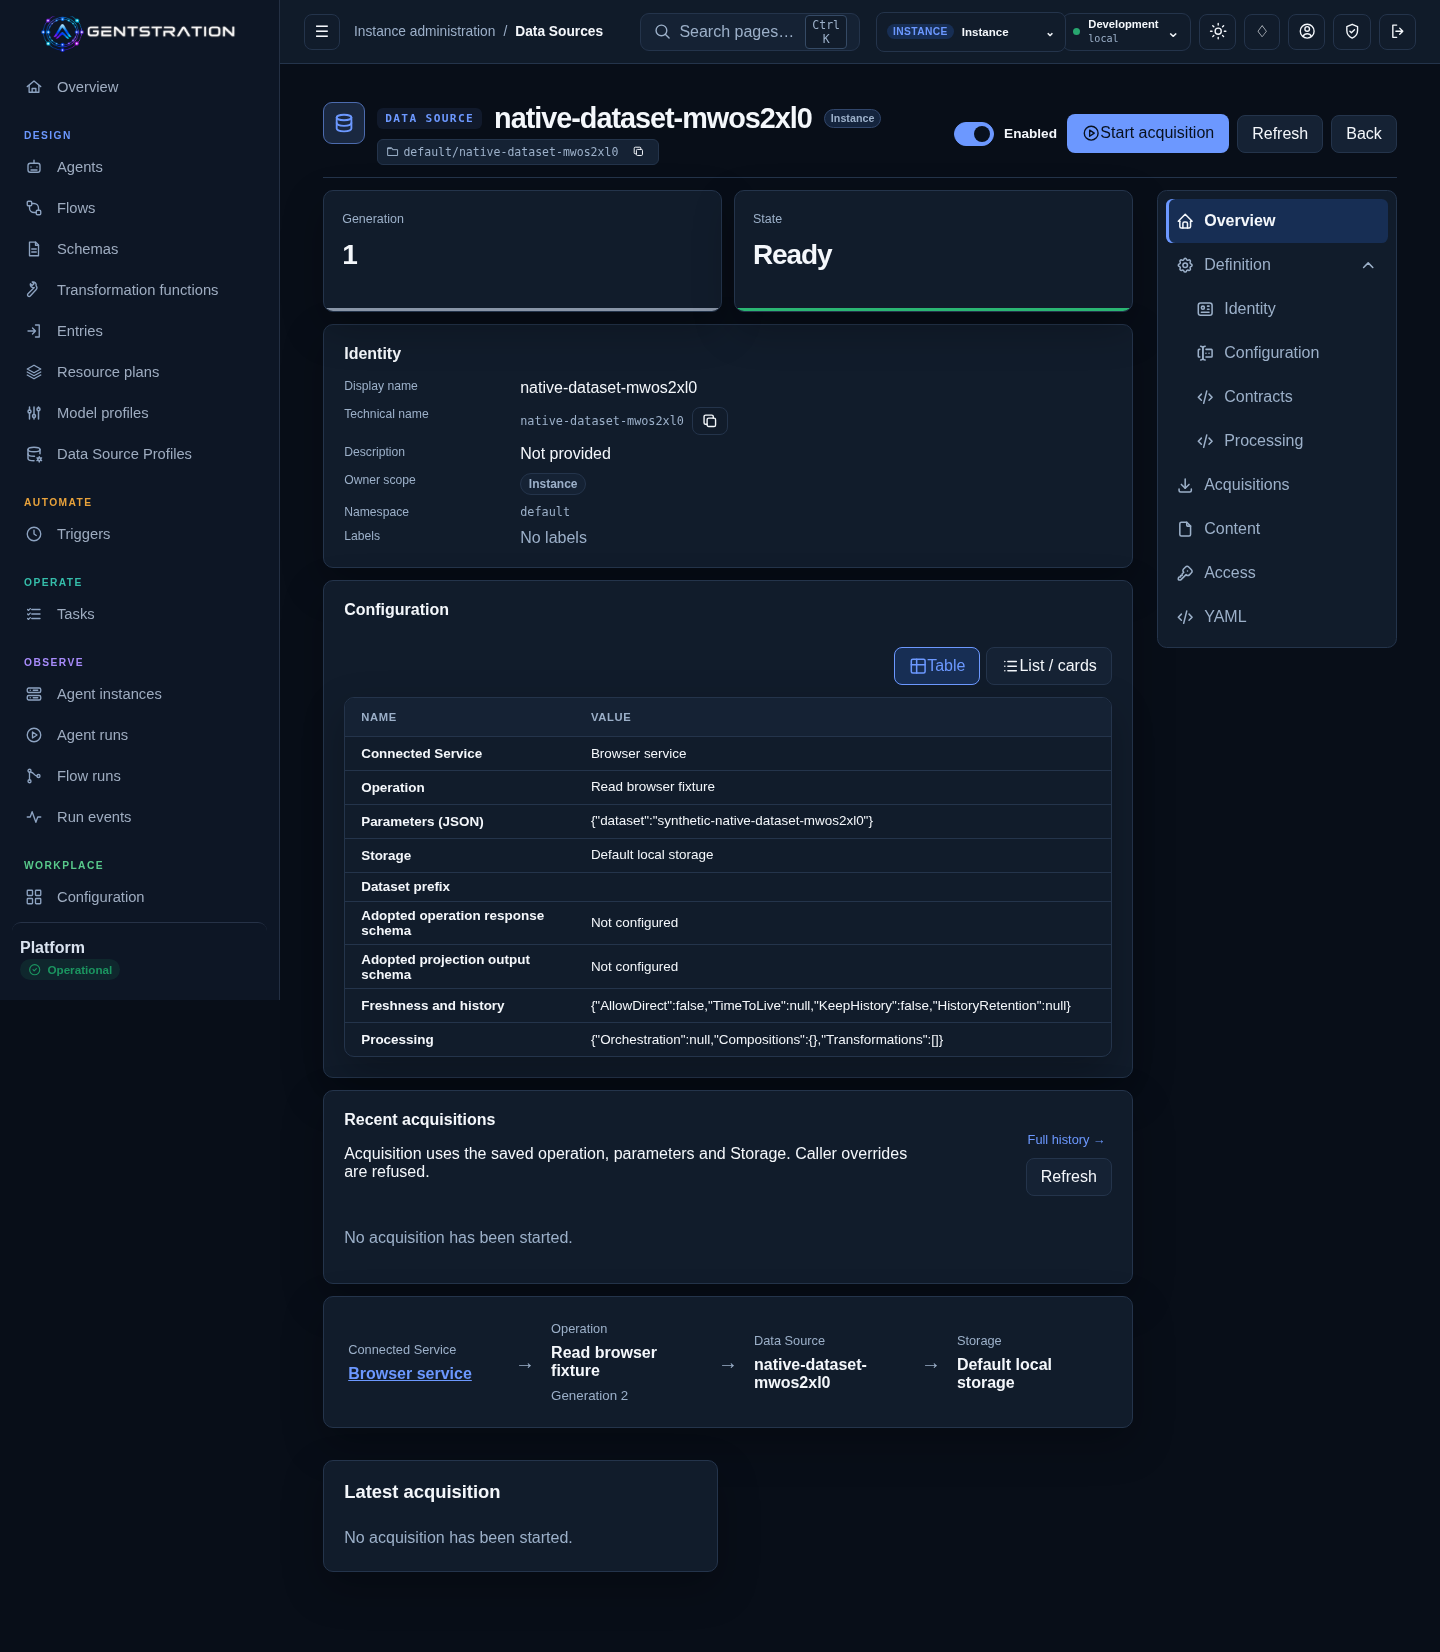 GENTSTRATION
Overview
DESIGN
Agents
Flows
Schemas
Transformation functions
Entries
Resource plans
Model profiles
Data Source Profiles
AUTOMATE
Triggers
OPERATE
Tasks
OBSERVE
Agent instances
Agent runs
Flow runs
Run events
WORKPLACE
Configuration
Platform
Operational
Instance administration / Data Sources
Search pages…
Ctrl
K
INSTANCE Instance
Development
local
DATA SOURCE native-dataset-mwos2xl0 Instance
default/native-dataset-mwos2xl0
Enabled
Start acquisition
Refresh
Back
Generation
1
State
Ready
Identity
Display name native-dataset-mwos2xl0
Technical name native-dataset-mwos2xl0
Description Not provided
Owner scope Instance
Namespace default
Labels No labels
Configuration
Table
List / cards
NAME VALUE
Connected Service Browser service
Operation Read browser fixture
Parameters (JSON) {"dataset":"synthetic-native-dataset-mwos2xl0"}
Storage Default local storage
Dataset prefix
Adopted operation response
schema
Not configured
Adopted projection output
schema
Not configured
Freshness and history {"AllowDirect":false,"TimeToLive":null,"KeepHistory":false,"HistoryRetention":null}
Processing {"Orchestration":null,"Compositions":{},"Transformations":[]}
Recent acquisitions
Acquisition uses the saved operation, parameters and Storage. Caller overrides
are refused.
Full history →
Refresh
No acquisition has been started.
Connected Service
Browser service
→
Operation
Read browser
fixture
Generation 2
→
Data Source
native-dataset-
mwos2xl0
→
Storage
Default local
storage
Latest acquisition
No acquisition has been started.
Overview
Definition
Identity
Configuration
Contracts
Processing
Acquisitions
Content
Access
YAML